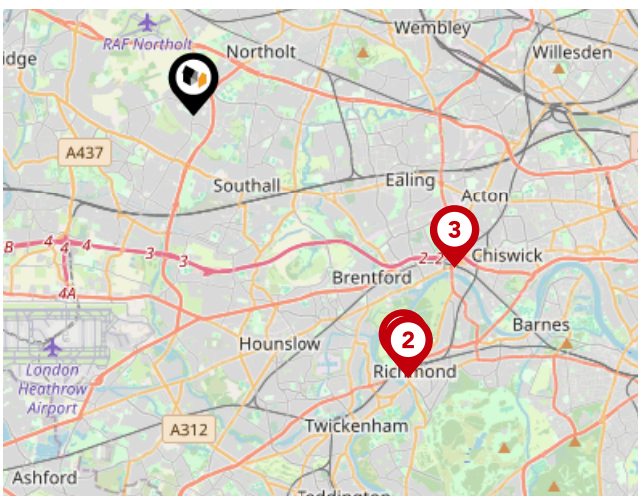 RAF Northolt
Wembley
Northolt
Willesden
idge
A437
Southall
Ealing
Acton
3
B
4
4
4
3
3
2
2
Chiswick
Brentford
4A
2
Barnes
London
Heathrow
Airport
Hounslow
Richmond
A312
Twickenham
Ashford
Teddington